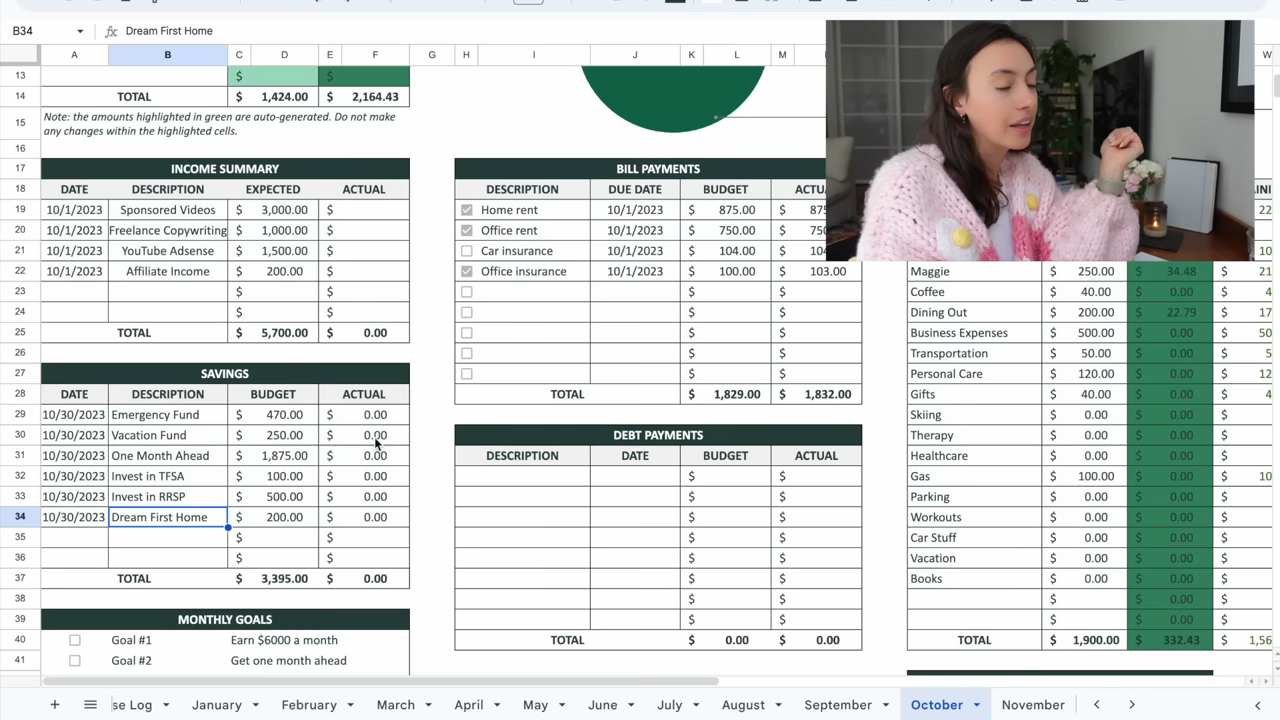 B34 fx Dream First Home
A B C D E F G H I J K L M W
13 $ $
14 TOTAL $ 1,424.00 $ 2,164.43
15 Note: the amounts highlighted in green are auto-generated. Do not make
any changes within the highlighted cells.
16
17 INCOME SUMMARY
18 DATE DESCRIPTION EXPECTED ACTUAL
19 10/1/2023 Sponsored Videos $ 3,000.00 $
20 10/1/2023 Freelance Copywriting $ 1,000.00 $
21 10/1/2023 YouTube Adsense $ 1,500.00 $
22 10/1/2023 Affiliate Income $ 200.00 $
23 $ $
24 $ $
25 TOTAL $ 5,700.00 $ 0.00
26
27 SAVINGS
28 DATE DESCRIPTION BUDGET ACTUAL
29 10/30/2023 Emergency Fund $ 470.00 $ 0.00
30 10/30/2023 Vacation Fund $ 250.00 $ 0.00
31 10/30/2023 One Month Ahead $ 1,875.00 $ 0.00
32 10/30/2023 Invest in TFSA $ 100.00 $ 0.00
33 10/30/2023 Invest in RRSP $ 500.00 $ 0.00
34 10/30/2023 Dream First Home $ 200.00 $ 0.00
35 $ $
36 $ $
37 TOTAL $ 3,395.00 $ 0.00
38
39 MONTHLY GOALS
40 Goal #1 Earn $6000 a month
41 Goal #2 Get one month ahead
BILL PAYMENTS
DESCRIPTION DUE DATE BUDGET ACTU
Home rent 10/1/2023 $ 875.00 $ 875
Office rent 10/1/2023 $ 750.00 $ 750
Car insurance 10/1/2023 $ 104.00 $ 104
Office insurance 10/1/2023 $ 100.00 $ 103.00
$ $
$ $
$ $
$ $
$ $
TOTAL $ 1,829.00 $ 1,832.00
DEBT PAYMENTS
DESCRIPTION DATE BUDGET ACTUAL
$ $
$ $
$ $
$ $
$ $
$ $
$ $
$ $
TOTAL $ 0.00 $ 0.00
INI
22
10
Maggie $ 250.00 $ 34.48 $ 21
Coffee $ 40.00 $ 0.00 $ 4
Dining Out $ 200.00 $ 22.79 $ 17
Business Expenses $ 500.00 $ 0.00 $ 50
Transportation $ 50.00 $ 0.00 $ 5
Personal Care $ 120.00 $ 0.00 $ 12
Gifts $ 40.00 $ 0.00 $ 4
Skiing $ 0.00 $ 0.00 $
Therapy $ 0.00 $ 0.00 $
Healthcare $ 0.00 $ 0.00 $
Gas $ 100.00 $ 0.00 $ 10
Parking $ 0.00 $ 0.00 $
Workouts $ 0.00 $ 0.00 $
Car Stuff $ 0.00 $ 0.00 $
Vacation $ 0.00 $ 0.00 $
Books $ 0.00 $ 0.00 $
$ $ 0.00 $
$ $ 0.00 $
TOTAL $ 1,900.00 $ 332.43 1,56
se Log January February March April May June July August September October November